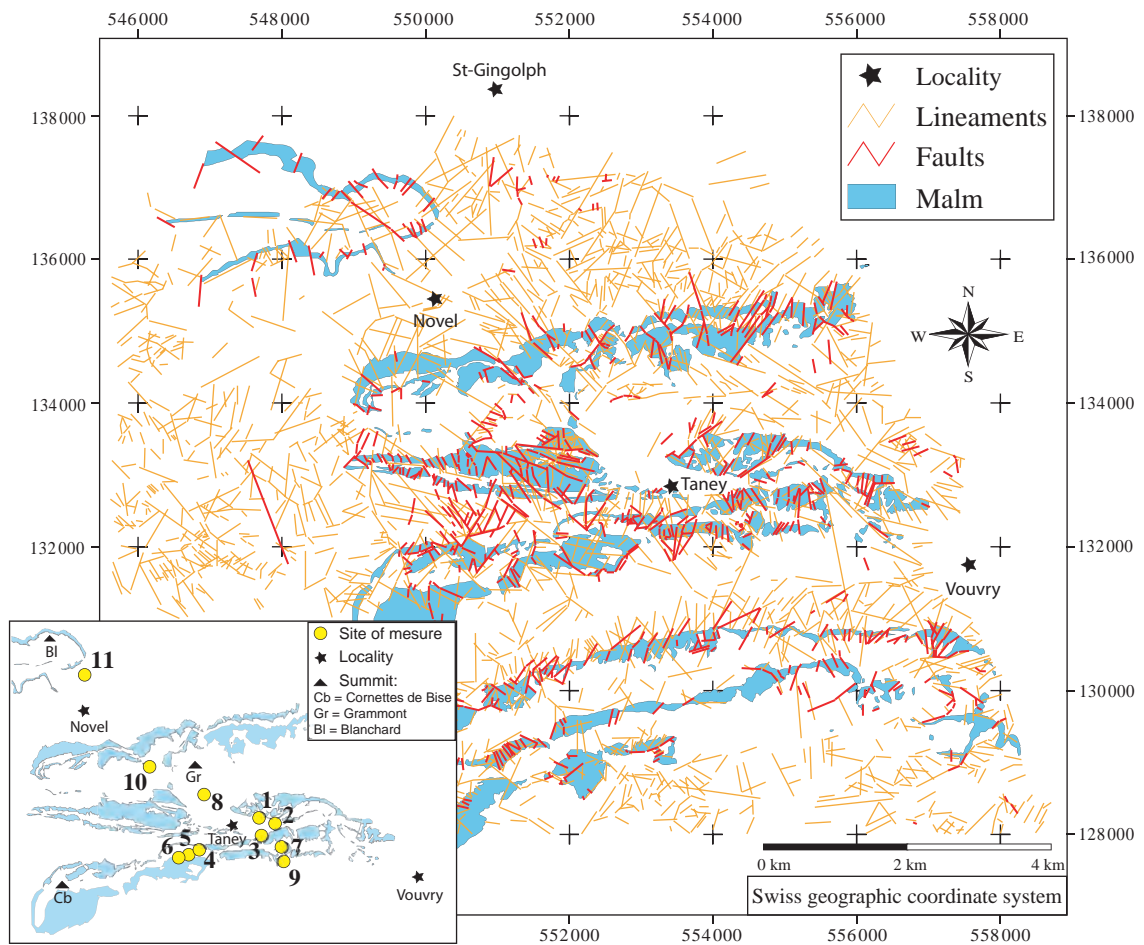 546000 548000 550000 552000 554000 556000 558000
St-Gingolph
Locality
Lineaments
Faults
Malm
138000 138000
136000 136000
N
W E
S
Novel
134000 134000
Taney
132000 132000
Vouvry
130000 130000
128000 128000
0 km 2 km 4 km
Swiss geographic coordinate system
552000 554000 556000 558000
Site of mesure
Locality
Summit:
Cb = Cornettes de Bise
Gr = Grammont
Bl = Blanchard
Bl
11
Novel
10
Gr
8
1
2
Taney
3
5
6
4
7
9
Cb
Vouvry